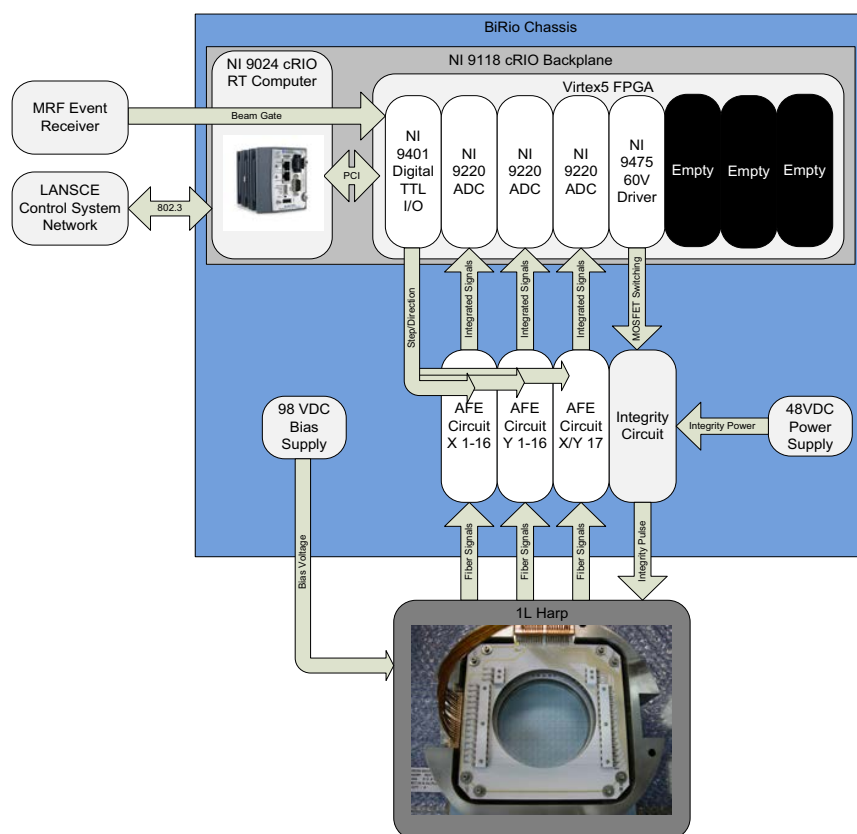 BiRio Chassis
NI 9118 cRIO Backplane
NI 9024 cRIO
RT Computer
Virtex5 FPGA
MRF Event
Receiver
Beam Gate
PCI
NI
9401
Digital
TTL
I/O
NI
9220
ADC
NI
9220
ADC
NI
9220
ADC
NI
9475
60V
Driver
Empty
Empty
Empty
LANSCE
Control System
Network
802.3
Step/Direction
Integrated Signals
Integrated Signals
Integrated Signals
MOSFET Switching
98 VDC
Bias
Supply
AFE
Circuit
X 1-16
AFE
Circuit
Y 1-16
AFE
Circuit
X/Y 17
Integrity
Circuit
Integrity Power
48VDC
Power
Supply
Bias Voltage
Fiber Signals
Fiber Signals
Fiber Signals
Integrity Pulse
1L Harp